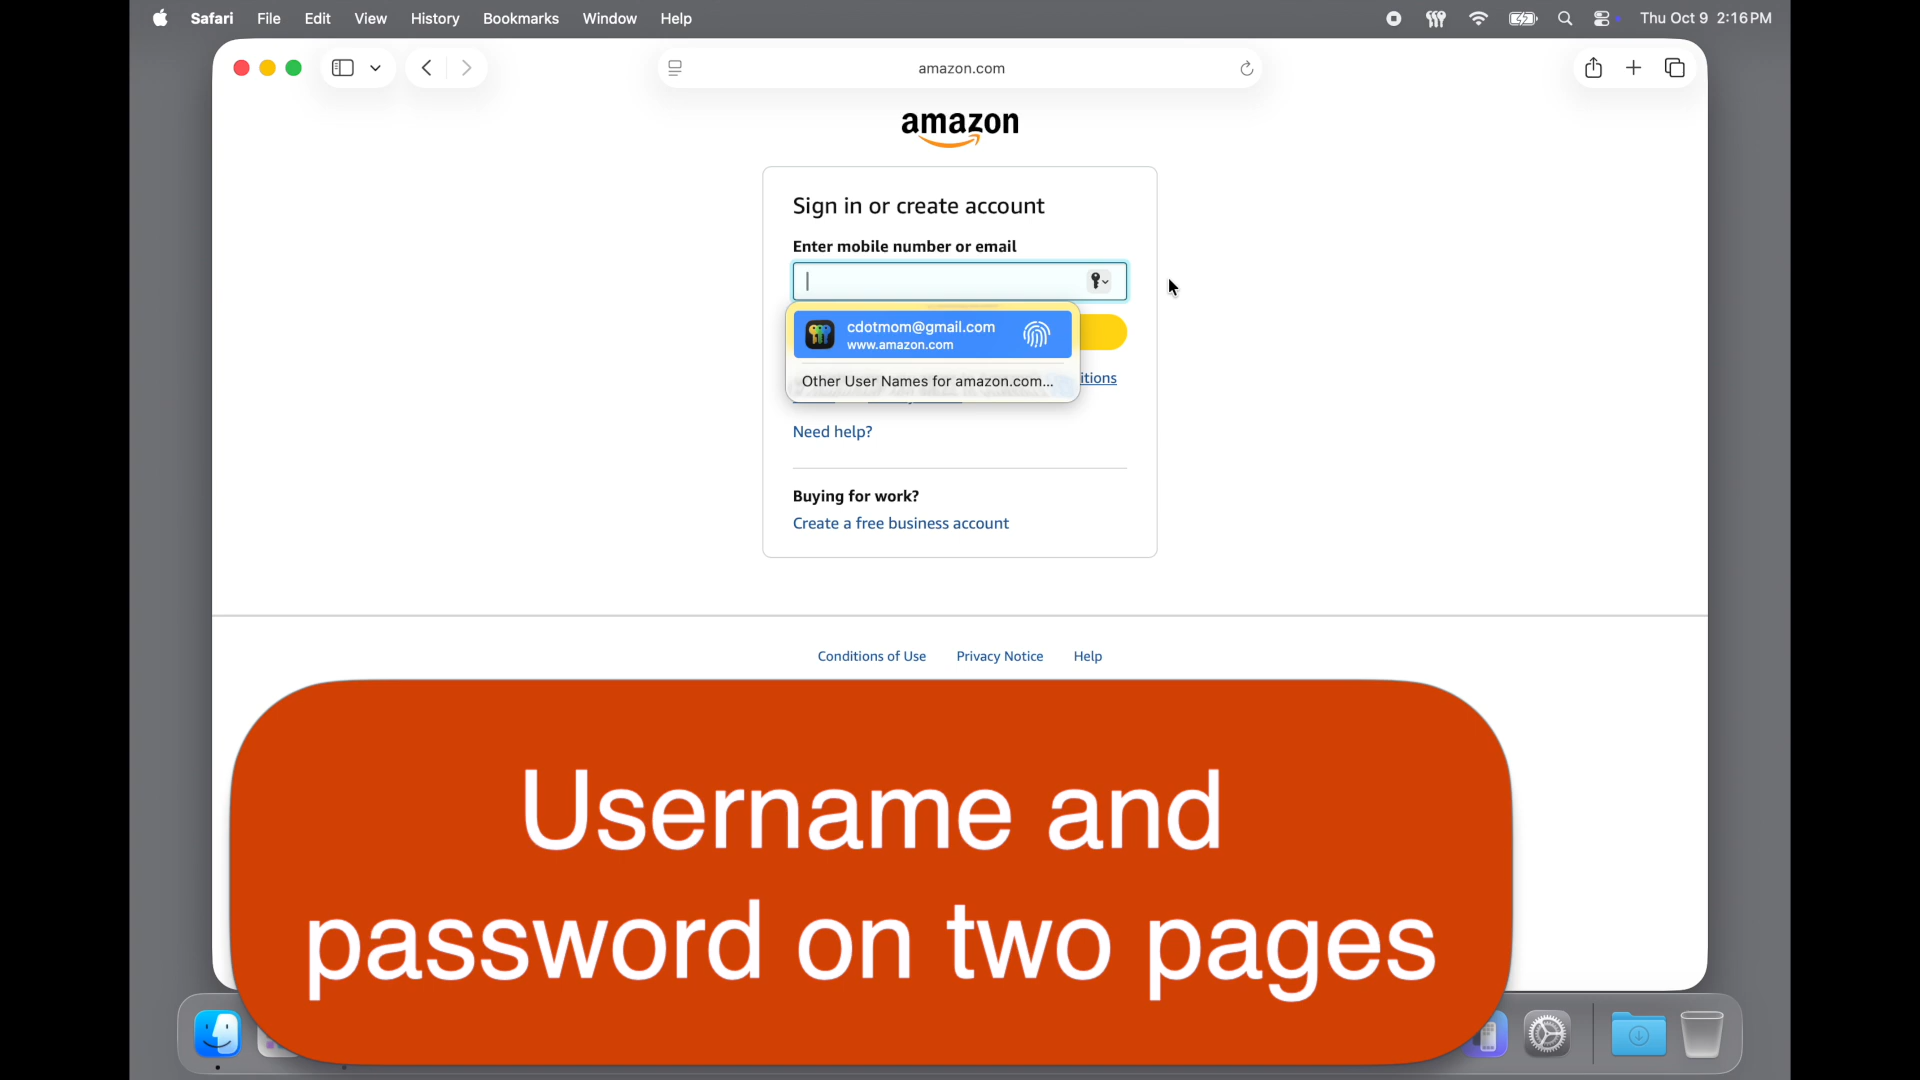 Safari File Edit View History Bookmarks Window Help Thu Oct 9 2:16 PM
amazon.com
amazon
Sign in or create account
Enter mobile number or email
cdotmom@gmail.com
www.amazon.com
Other User Names for amazon.com...
itions
Need help?
Buying for work?
Create a free business account
Conditions of Use Privacy Notice Help
Username and
password on two pages